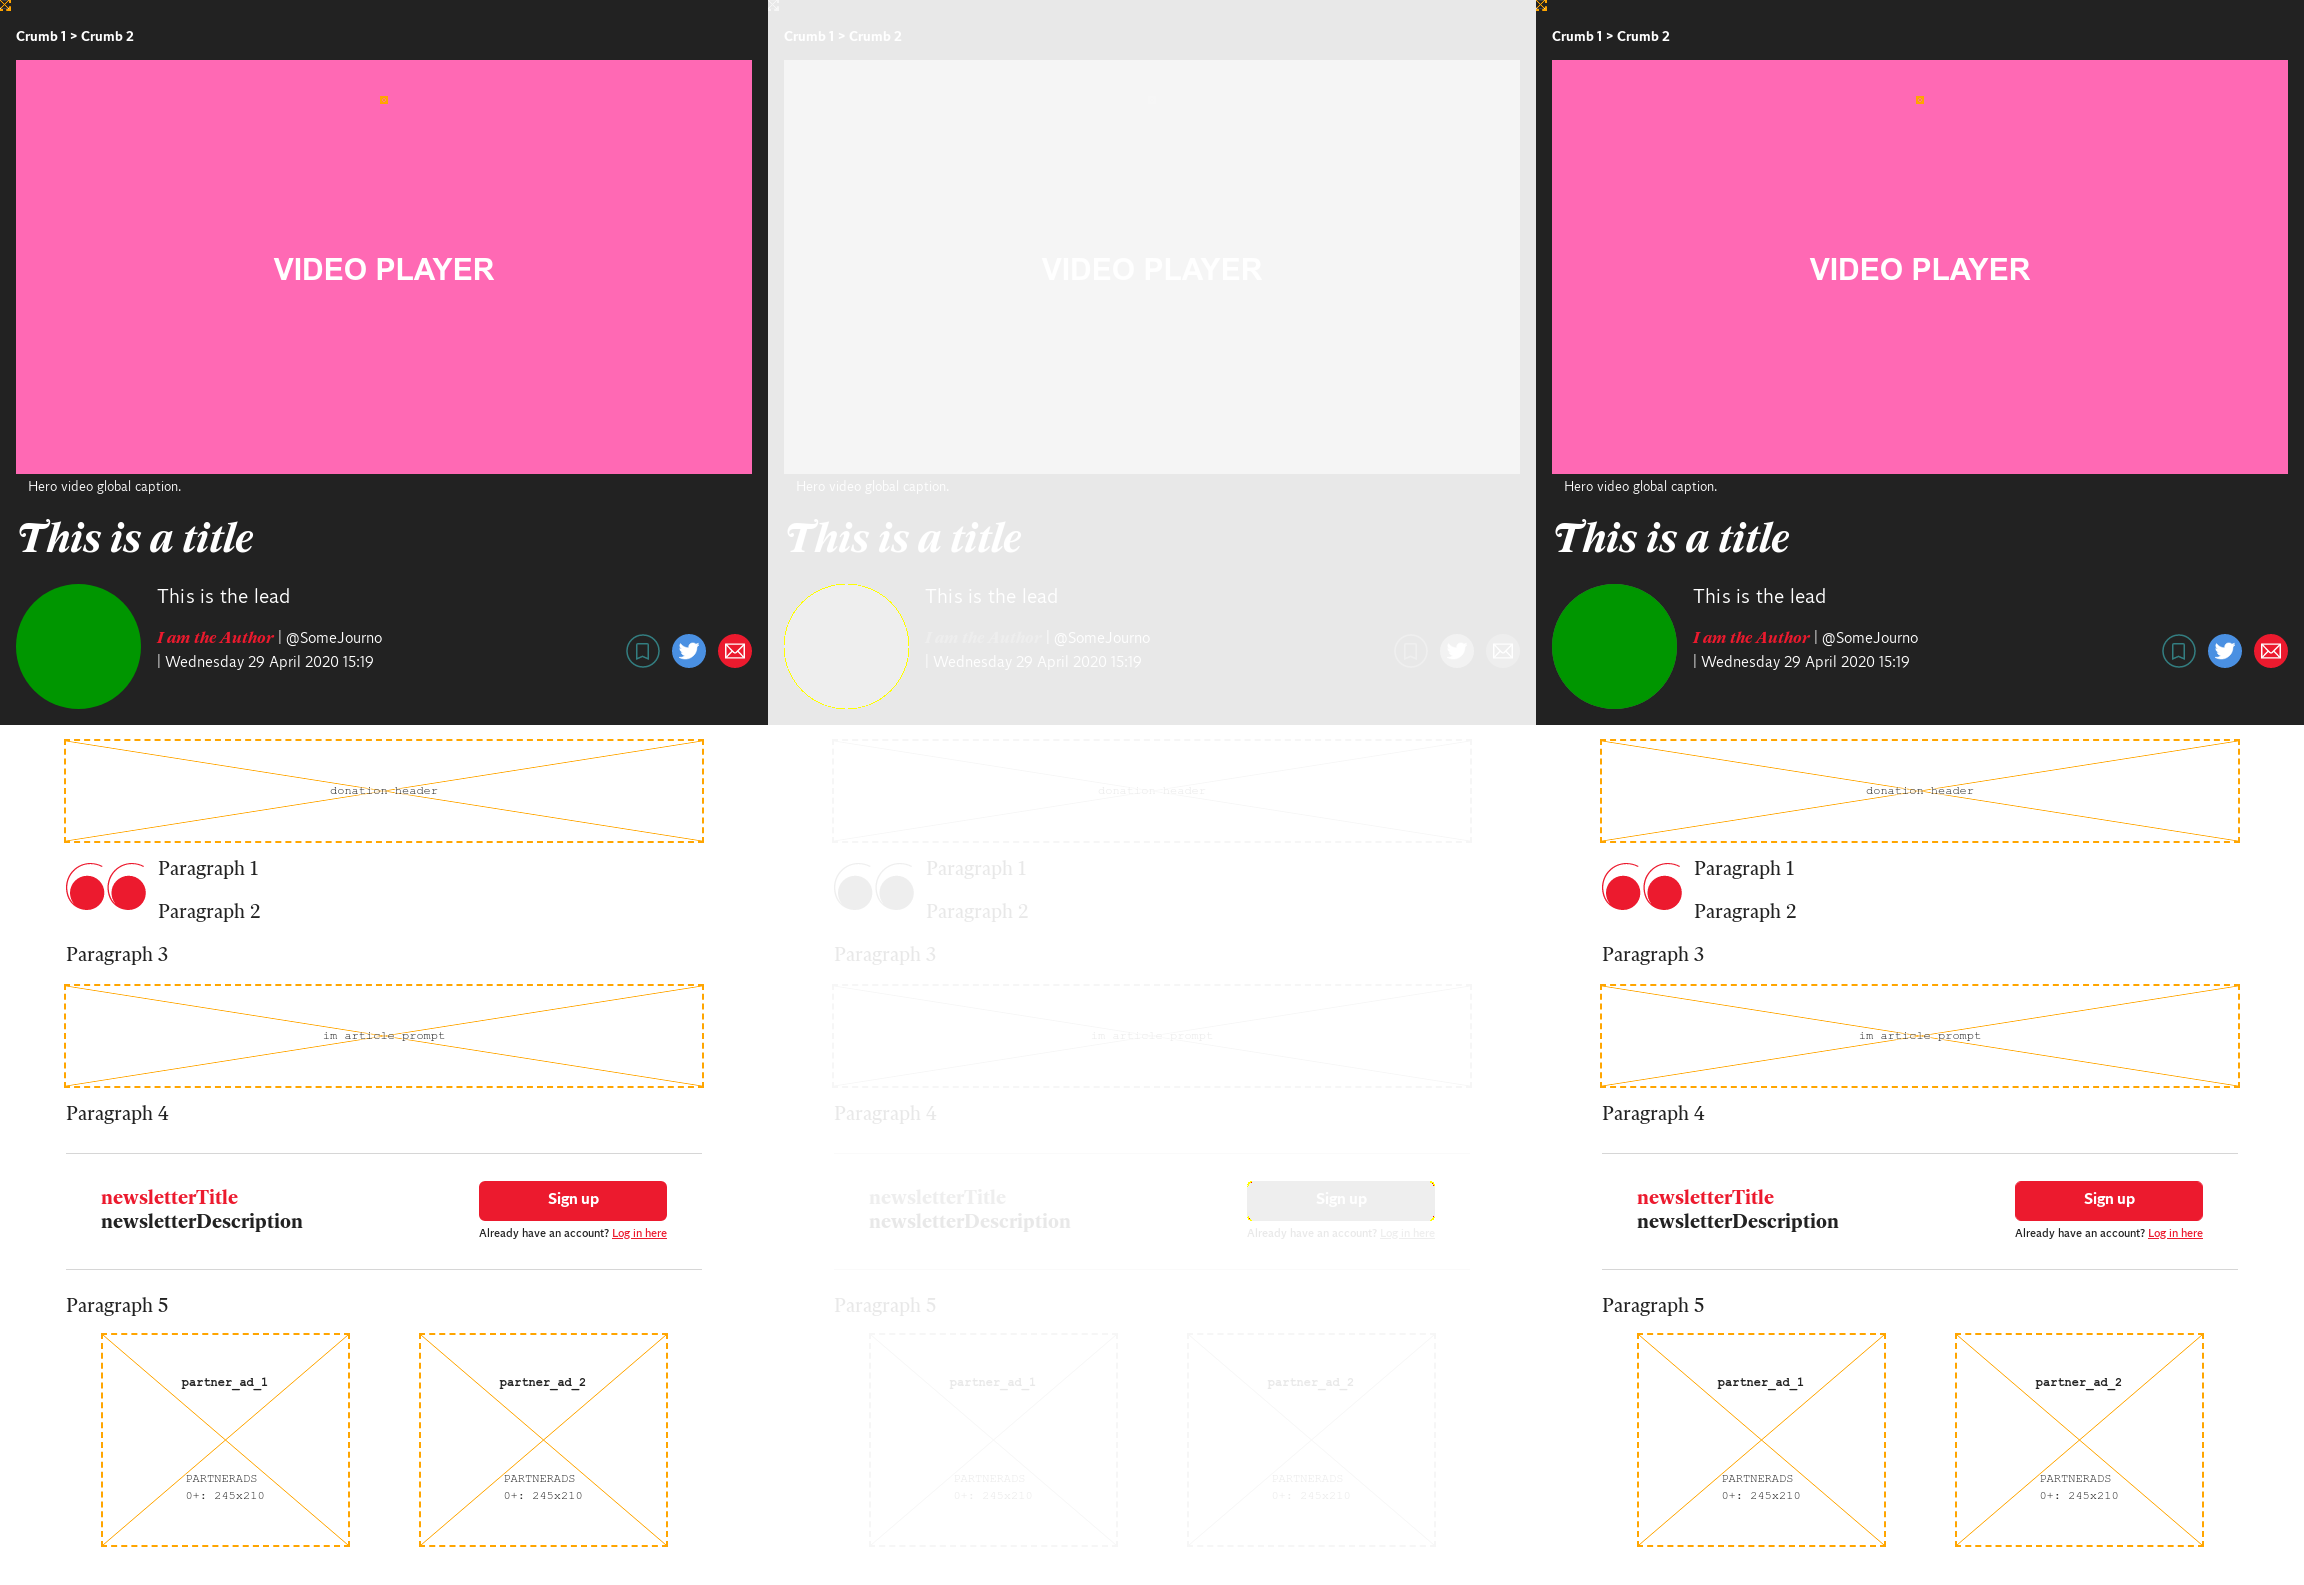 Crumb 1 > Crumb 2
VIDEO PLAYER
Hero video global caption.
This is a title
This is the lead
I am the Author | @SomeJourno
| Wednesday 29 April 2020 15:19
donation header
Paragraph 1
Paragraph 2
Paragraph 3
im article prompt
Paragraph 4
newsletterTitle
newsletterDescription
Sign up
Already have an account? Log in here
Paragraph 5
partner_ad_1
PARTNERADS
0+: 245x210
partner_ad_2
PARTNERADS
0+: 245x210
Crumb 1 > Crumb 2
VIDEO PLAYER
Hero video global caption.
This is a title
This is the lead
I am the Author | @SomeJourno
| Wednesday 29 April 2020 15:19
donation header
Paragraph 1
Paragraph 2
Paragraph 3
im article prompt
Paragraph 4
newsletterTitle
newsletterDescription
Sign up
Already have an account? Log in here
Paragraph 5
partner_ad_1
PARTNERADS
0+: 245x210
partner_ad_2
PARTNERADS
0+: 245x210
Crumb 1 > Crumb 2
VIDEO PLAYER
Hero video global caption.
This is a title
This is the lead
I am the Author | @SomeJourno
| Wednesday 29 April 2020 15:19
donation header
Paragraph 1
Paragraph 2
Paragraph 3
im article prompt
Paragraph 4
newsletterTitle
newsletterDescription
Sign up
Already have an account? Log in here
Paragraph 5
partner_ad_1
PARTNERADS
0+: 245x210
partner_ad_2
PARTNERADS
0+: 245x210